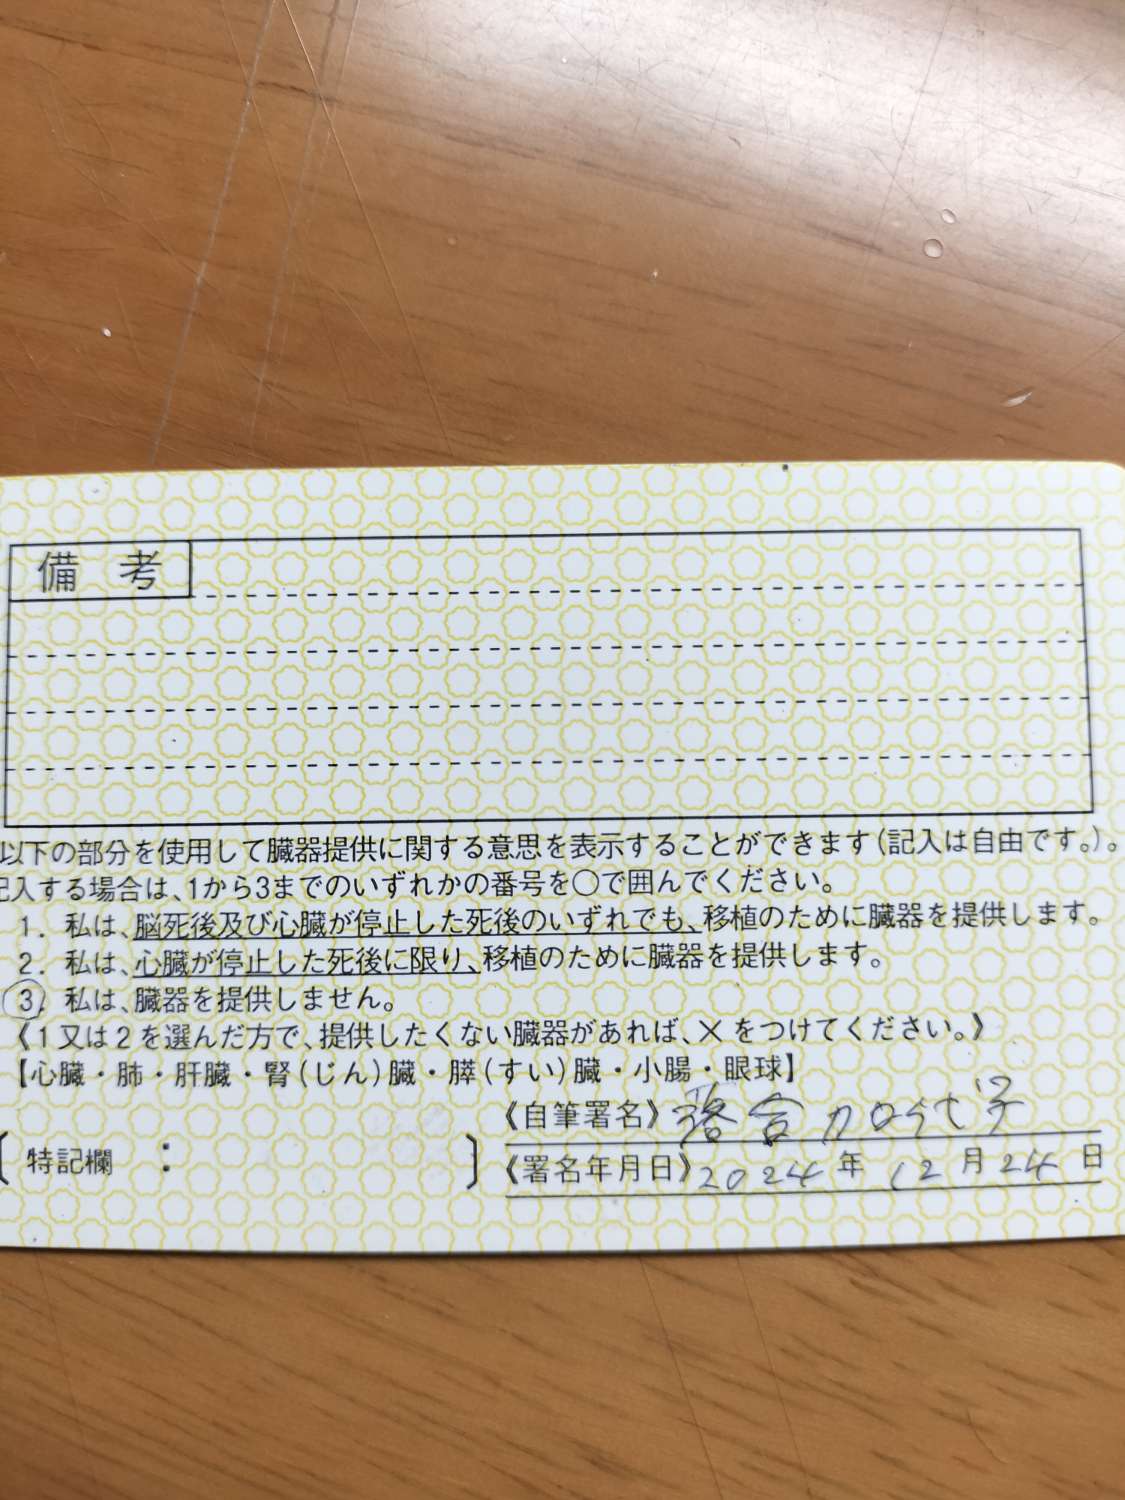 備考
以下の部分を使用して臓器提供に関する意思を表示することができます(記入は自由です。)。
記入する場合は、1から3までのいずれかの番号を○で囲んでください。
1. 私は、脳死後及び心臓が停止した死後のいずれでも、移植のために臓器を提供します。
2. 私は、心臓が停止した死後に限り、移植のために臓器を提供します。
3. 私は、臓器を提供しません。
《1又は2を選んだ方で、提供したくない臓器があれば、×をつけてください。》
【心臓・肺・肝臓・腎(じん)臓・膵(すい)臓・小腸・眼球】
《自筆署名》落合
〔特記欄：　〕
《署名年月日》2024年12月24日